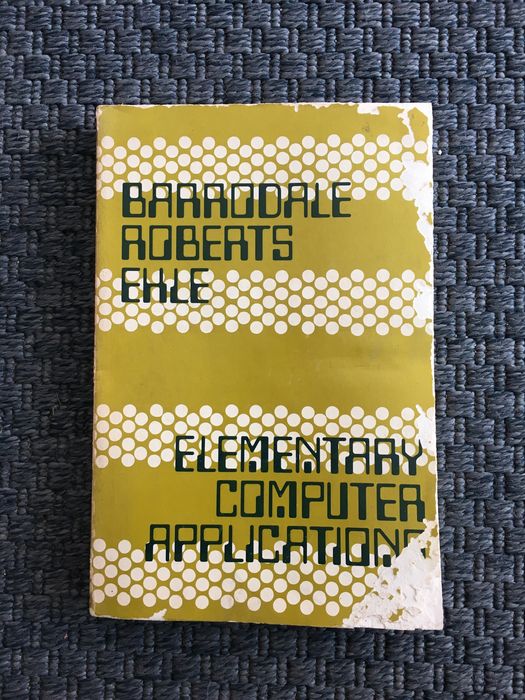 BARRODALE
ROBERTS
EHLE
ELEMENTARY
COMPUTER
APPLICATIONS